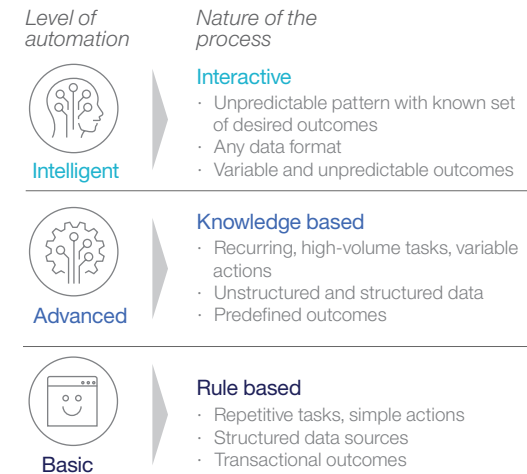 Level of
automation
Nature of the
process
Intelligent
Interactive
· Unpredictable pattern with known set
of desired outcomes
· Any data format
· Variable and unpredictable outcomes
Advanced
Knowledge based
· Recurring, high-volume tasks, variable
actions
· Unstructured and structured data
· Predefined outcomes
Basic
Rule based
· Repetitive tasks, simple actions
· Structured data sources
· Transactional outcomes